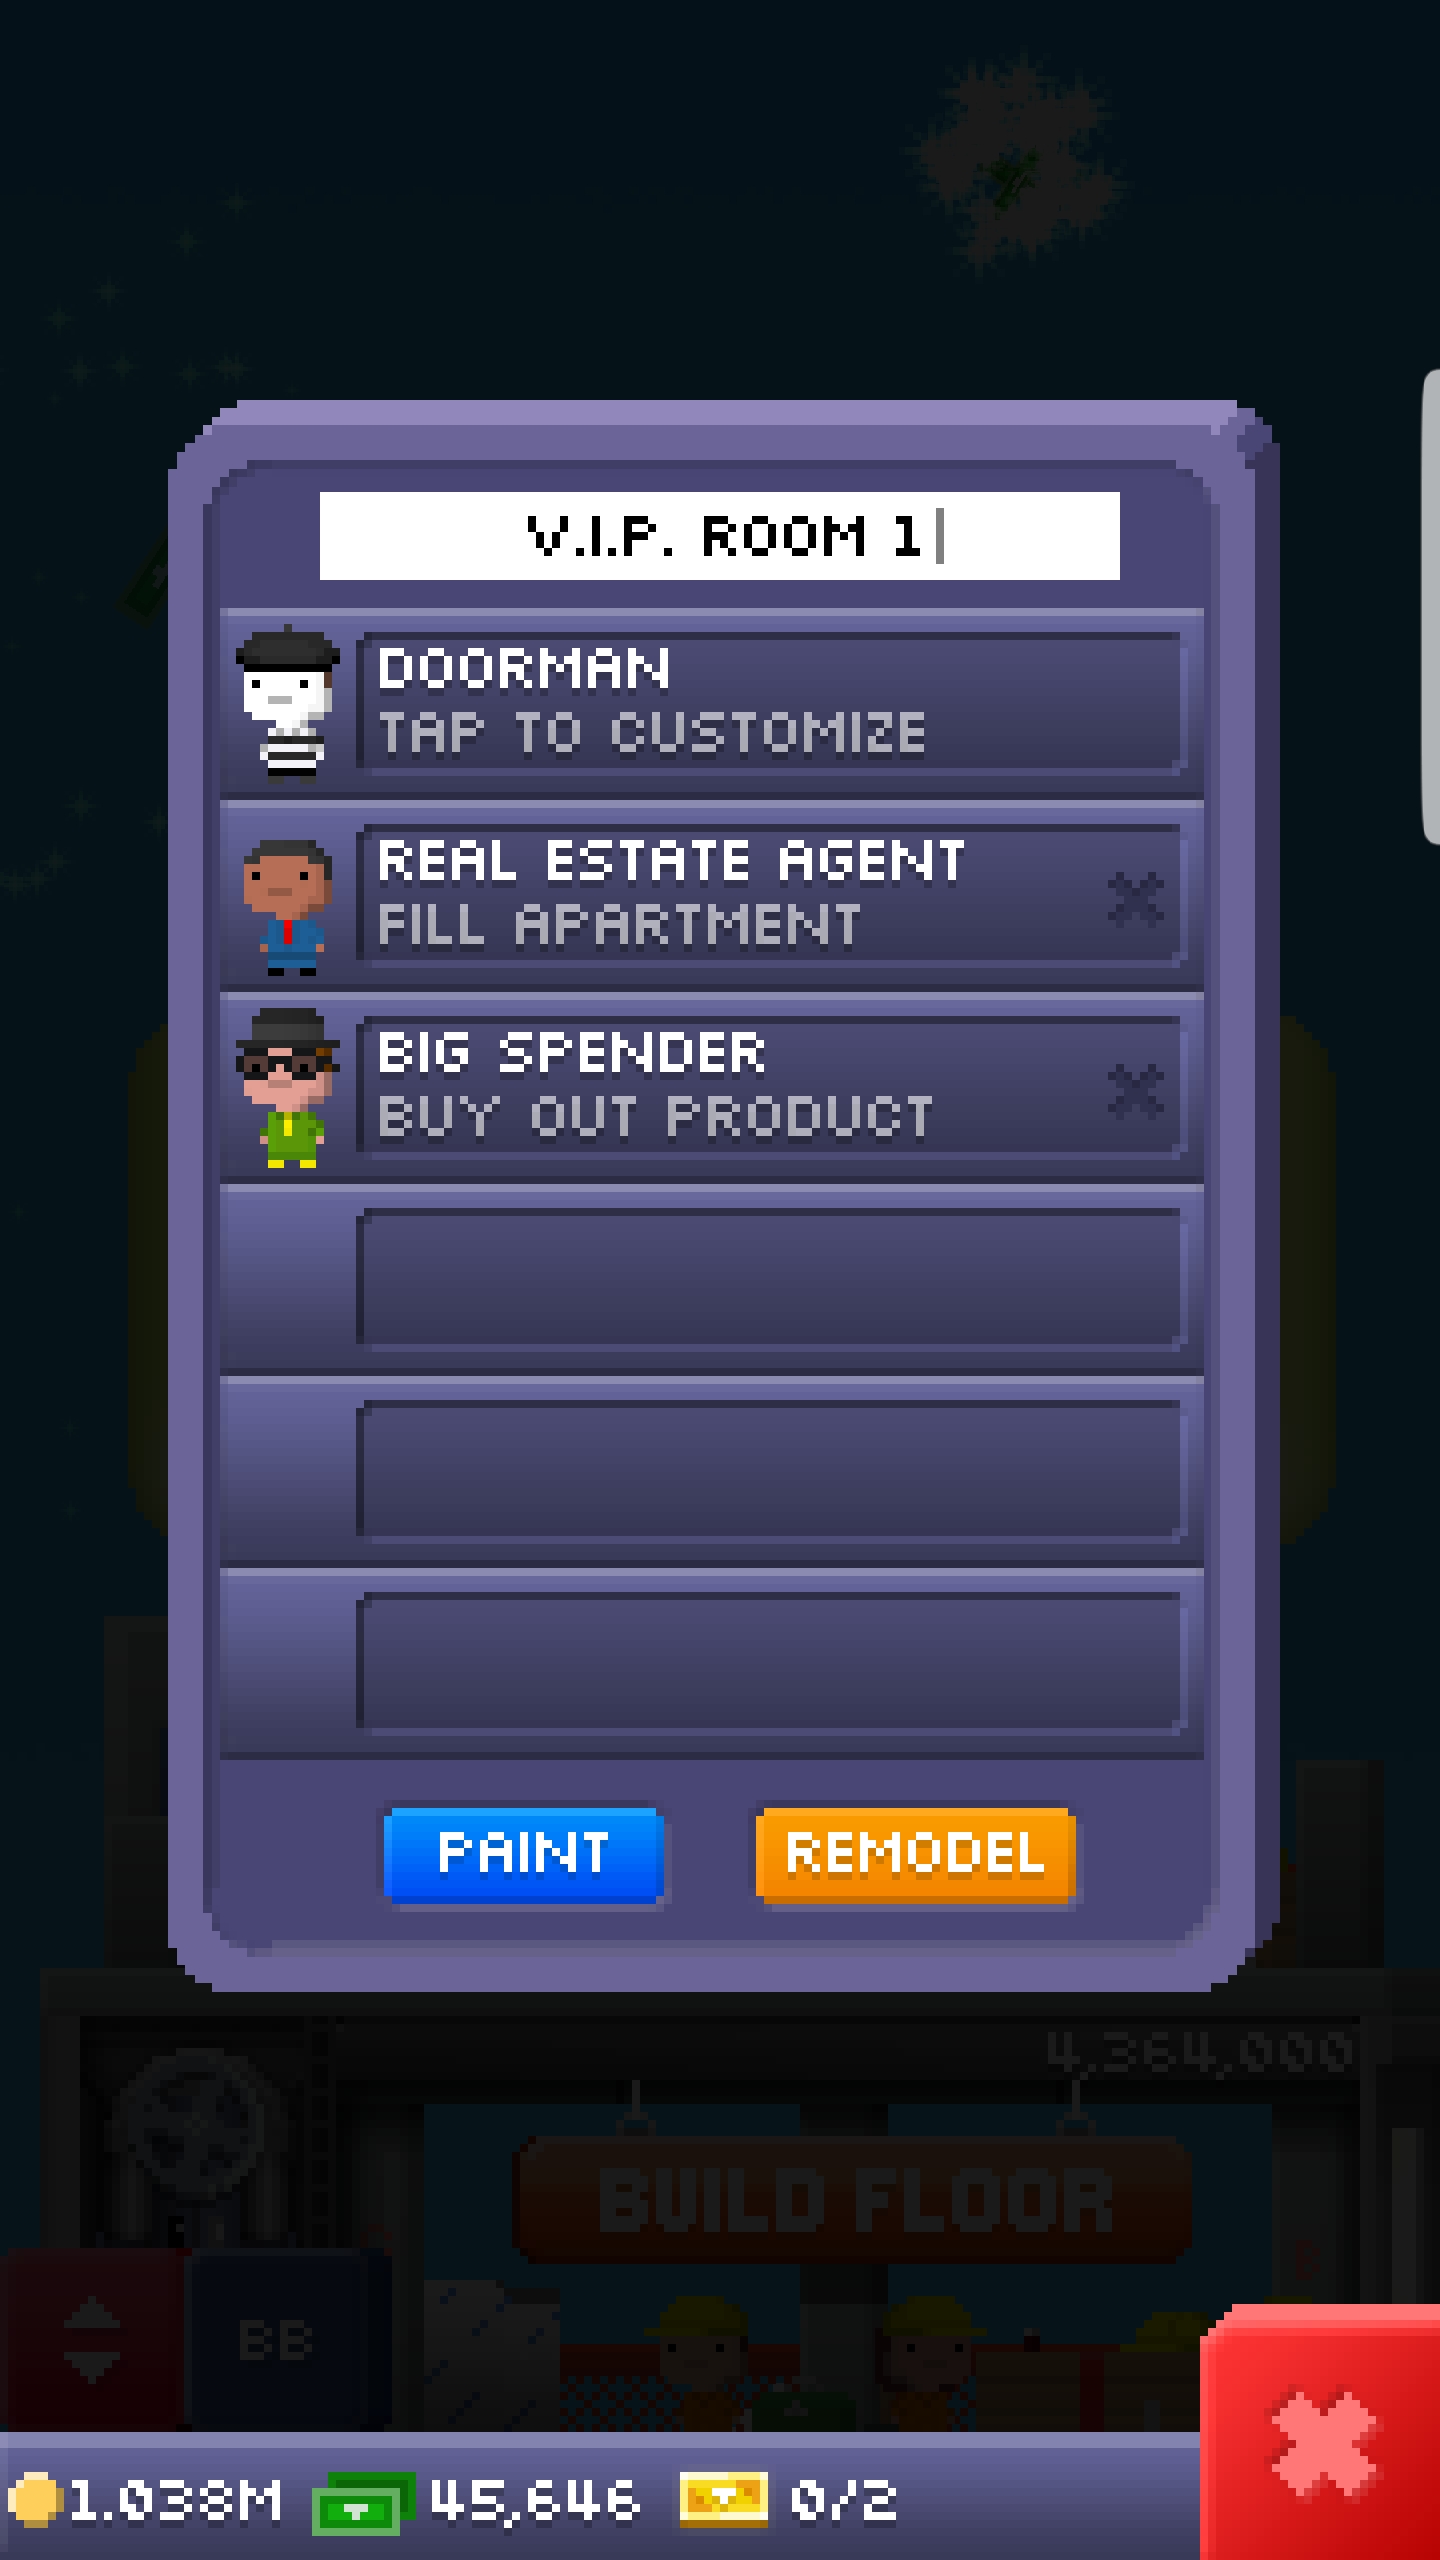 V.I.P. ROOM 1
DOORMAN
TAP TO CUSTOMIZE
REAL ESTATE AGENT
FILL APARTMENT
BIG SPENDER
BUY OUT PRODUCT
PAINT
REMODEL
4,364,000
BUILD FLOOR
BB
1.038M
45,646
0/2